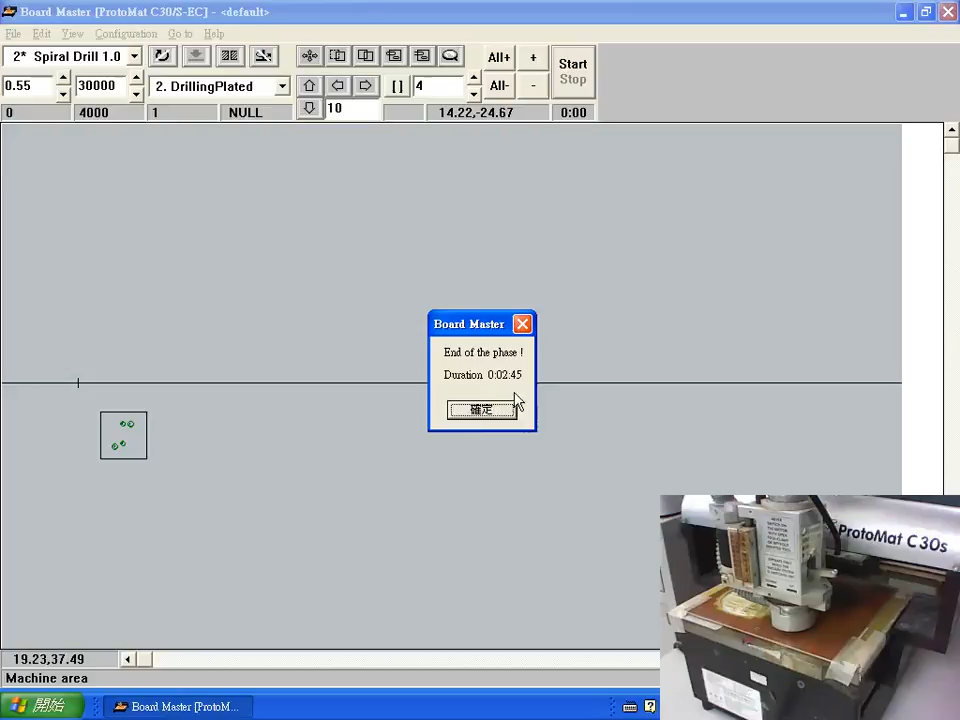 Board Master [ProtoMat C30/S-EC] - <default>
File Edit View Configuration Go to Help
2* Spiral Drill 1.0
All+ + Start
Stop
0.55 30000 2. DrillingPlated [] 4 All- -
10
0 4000 1 NULL 14.22,-24.67 0:00
Board Master
End of the phase !
Duration 0:02:45
確定
ProtoMat C30s
19.23,37.49
Machine area
開始 Board Master [ProtoM...